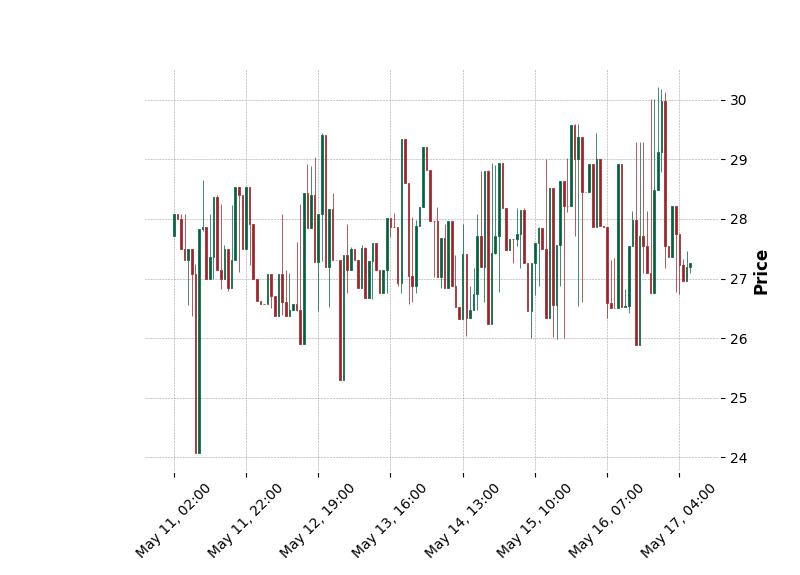 30
29
28
27
26
25
24
Price
May 11, 02:00
May 11, 22:00
May 12, 19:00
May 13, 16:00
May 14, 13:00
May 15, 10:00
May 16, 07:00
May 17, 04:00